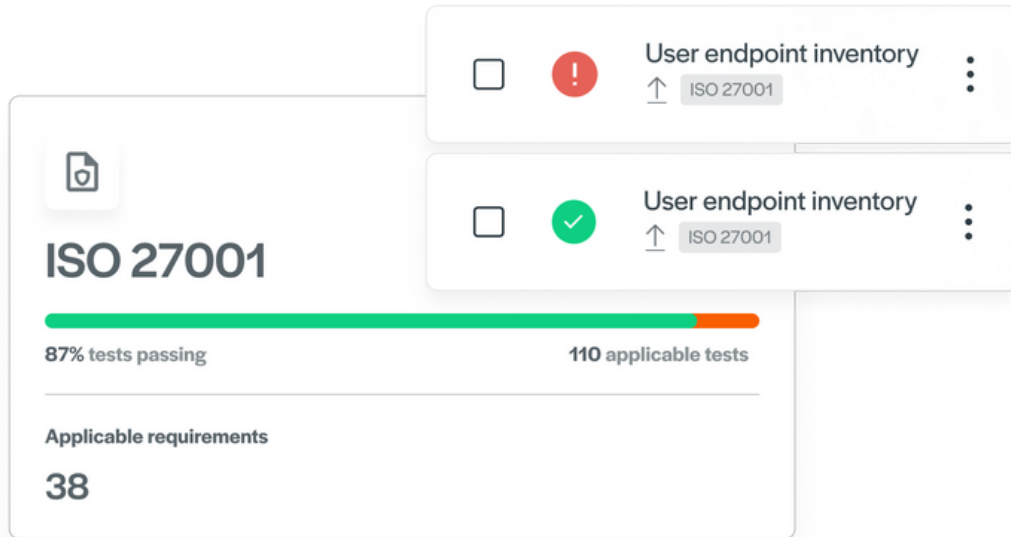 User endpoint inventory
ISO 27001
User endpoint inventory
ISO 27001
ISO 27001
87% tests passing
110 applicable tests
Applicable requirements
38